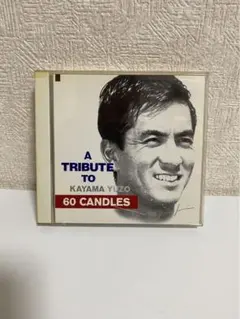 A
TRIBUTE
TO
KAYAMA YUZO
60 CANDLES